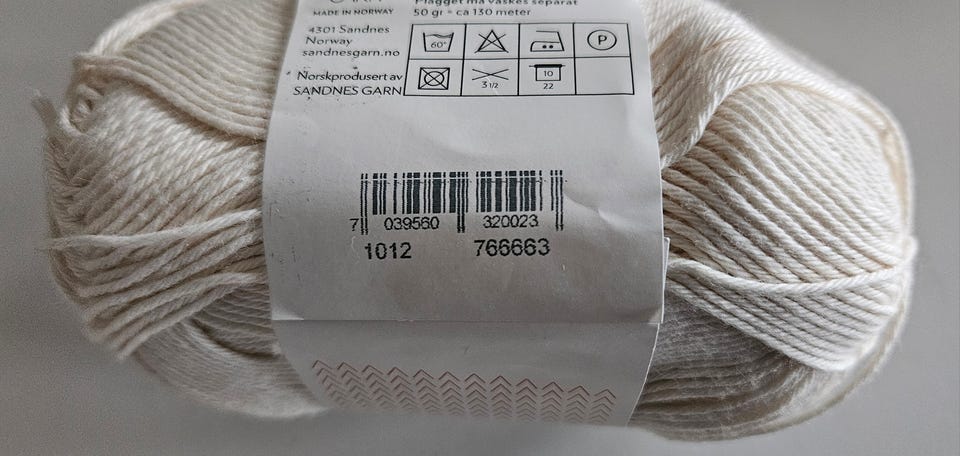 MADE IN NORWAY
4301 Sandnes
Norway
sandnesgarn.no
Norskprodusert av
SANDNES GARN
Plagget må vaskes separat
50 gr = ca 130 meter
60°
P
3 1/2
10
22
7 039560 320023
1012 766663